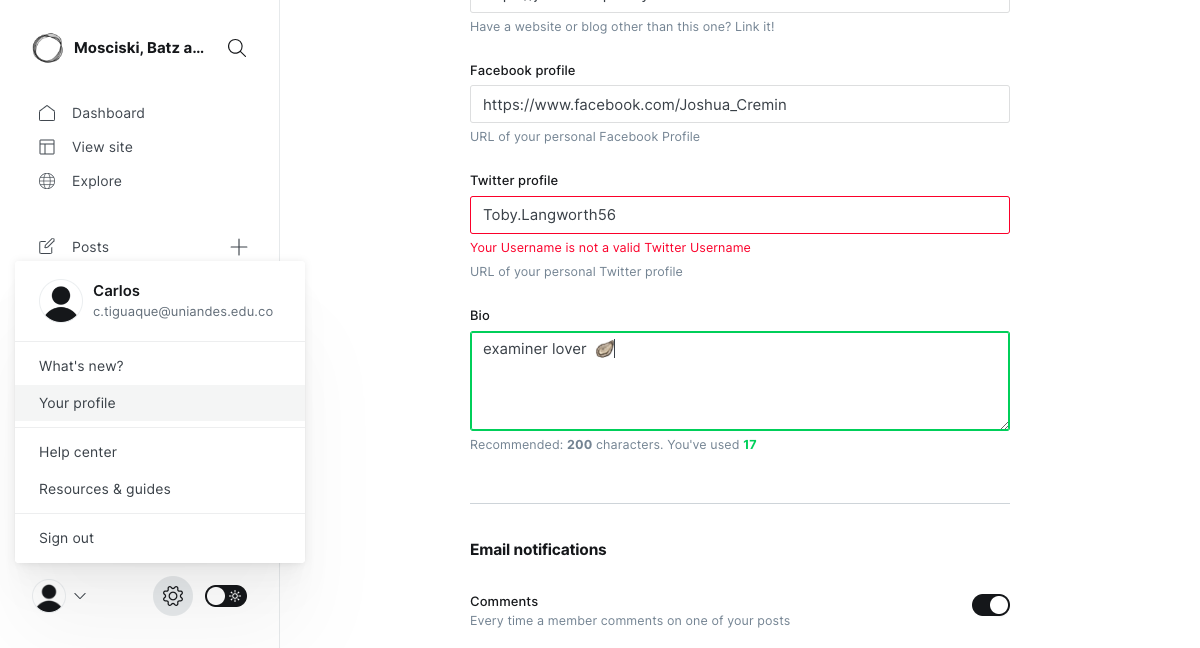 Mosciski, Batz a...
Dashboard
View site
Explore
Posts
Carlos
c.tiguaque@uniandes.edu.co
What's new?
Your profile
Help center
Resources & guides
Sign out
Have a website or blog other than this one? Link it!
Facebook profile
https://www.facebook.com/Joshua_Cremin
URL of your personal Facebook Profile
Twitter profile
Toby.Langworth56
Your Username is not a valid Twitter Username
URL of your personal Twitter profile
Bio
examiner lover 🦪
Recommended: 200 characters. You've used 17
Email notifications
Comments
Every time a member comments on one of your posts